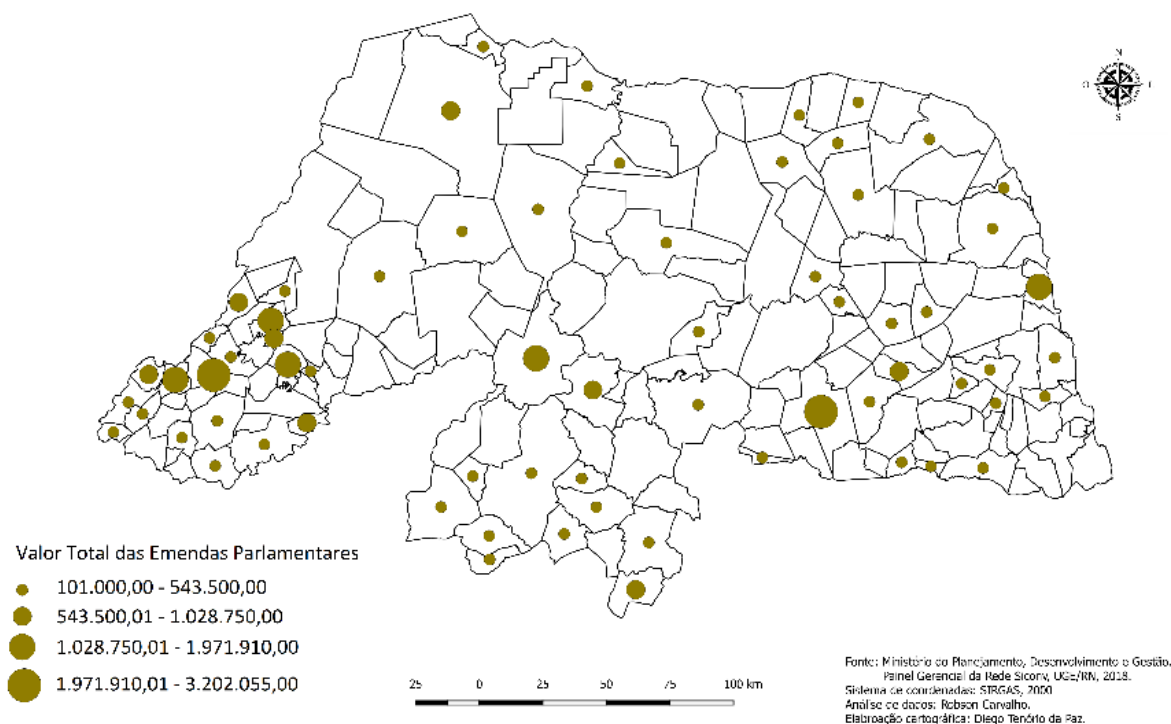 N
O
L
S
Valor Total das Emendas Parlamentares
101.000,00 - 543.500,00
543.500,01 - 1.028.750,00
1.028.750,01 - 1.971.910,00
1.971.910,01 - 3.202.055,00
25 0 25 50 75 100 km
Fonte: Ministério do Planejamento, Desenvolvimento e Gestão.
Painel Gerencial da Rede Siconv, UGE/RN, 2018.
Sistema de coordenadas: SIRGAS, 2000
Análise de dados: Robson Carvalho.
Elabroação cartográfica: Diego Tenório da Paz.